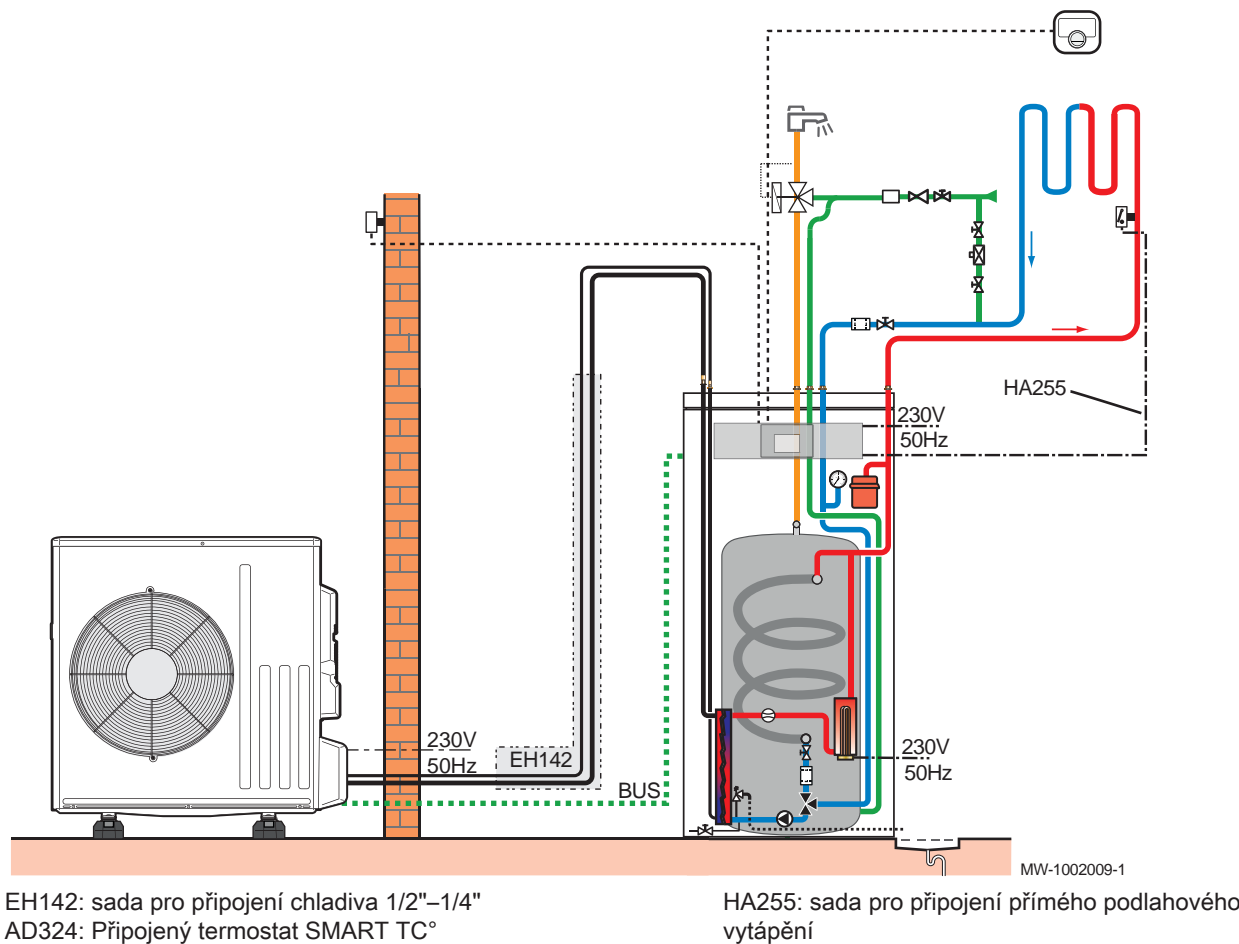 HA255
230V
50Hz
230V
50Hz
EH142
BUS
230V
50Hz
MW-1002009-1
EH142: sada pro připojení chladiva 1/2"–1/4"
AD324: Připojený termostat SMART TC°
HA255: sada pro připojení přímého podlahového
vytápění